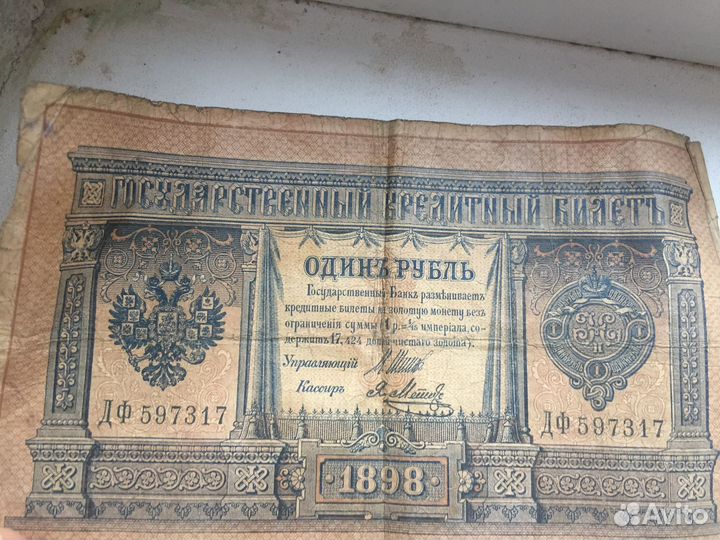 ГОСУДАРСТВЕННЫЙ КРЕДИТНЫЙ БИЛЕТЪ
ОДИНЪ РУБЛЬ
Государственный Банкъ размѣниваетъ
кредитные билеты на золотую монету безъ
ограниченія суммы (1 р.=1/15 имперіала, со-
держитъ 17,424 долей чистаго золота).
Управляющій
Кассиръ
ДФ 597317
ДФ 597317
1898
Avito